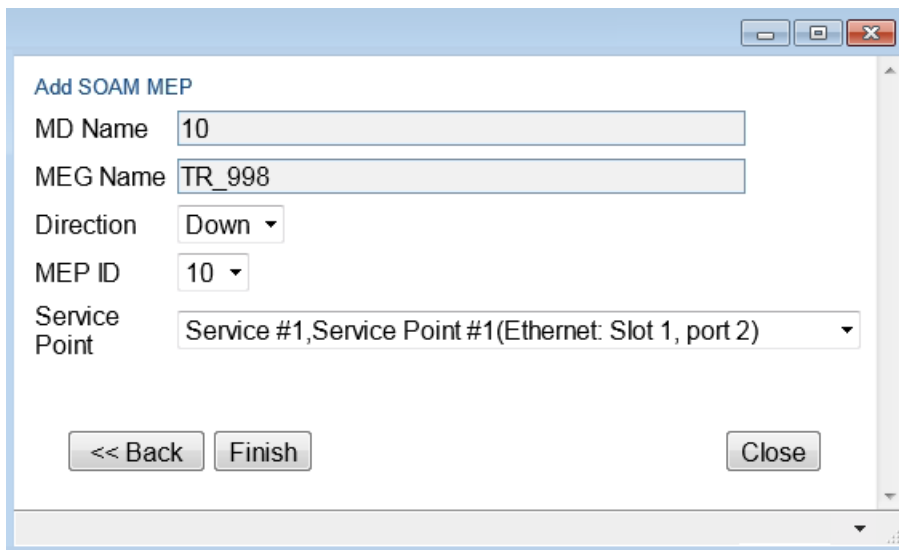 Add SOAM MEP
MD Name 10
MEG Name TR_998
Direction Down
MEP ID 10
Service
Point
Service #1,Service Point #1(Ethernet: Slot 1, port 2)
<< Back Finish Close